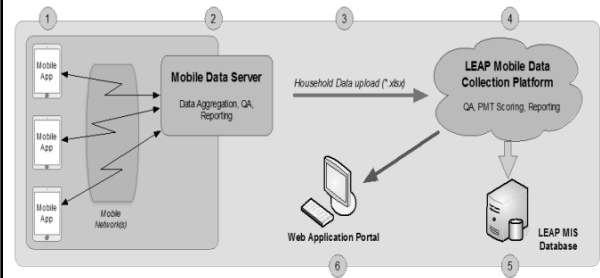 1
2
3
4
Mobile
App
Mobile
App
Mobile
App
Mobile
Network(s)
Mobile Data Server
Data Aggregation, QA,
Reporting
Household Data upload (*.xlsx)
LEAP Mobile Data
Collection Platform
QA, PMT Scoring, Reporting
Web Application Portal
LEAP MIS
Database
6
5